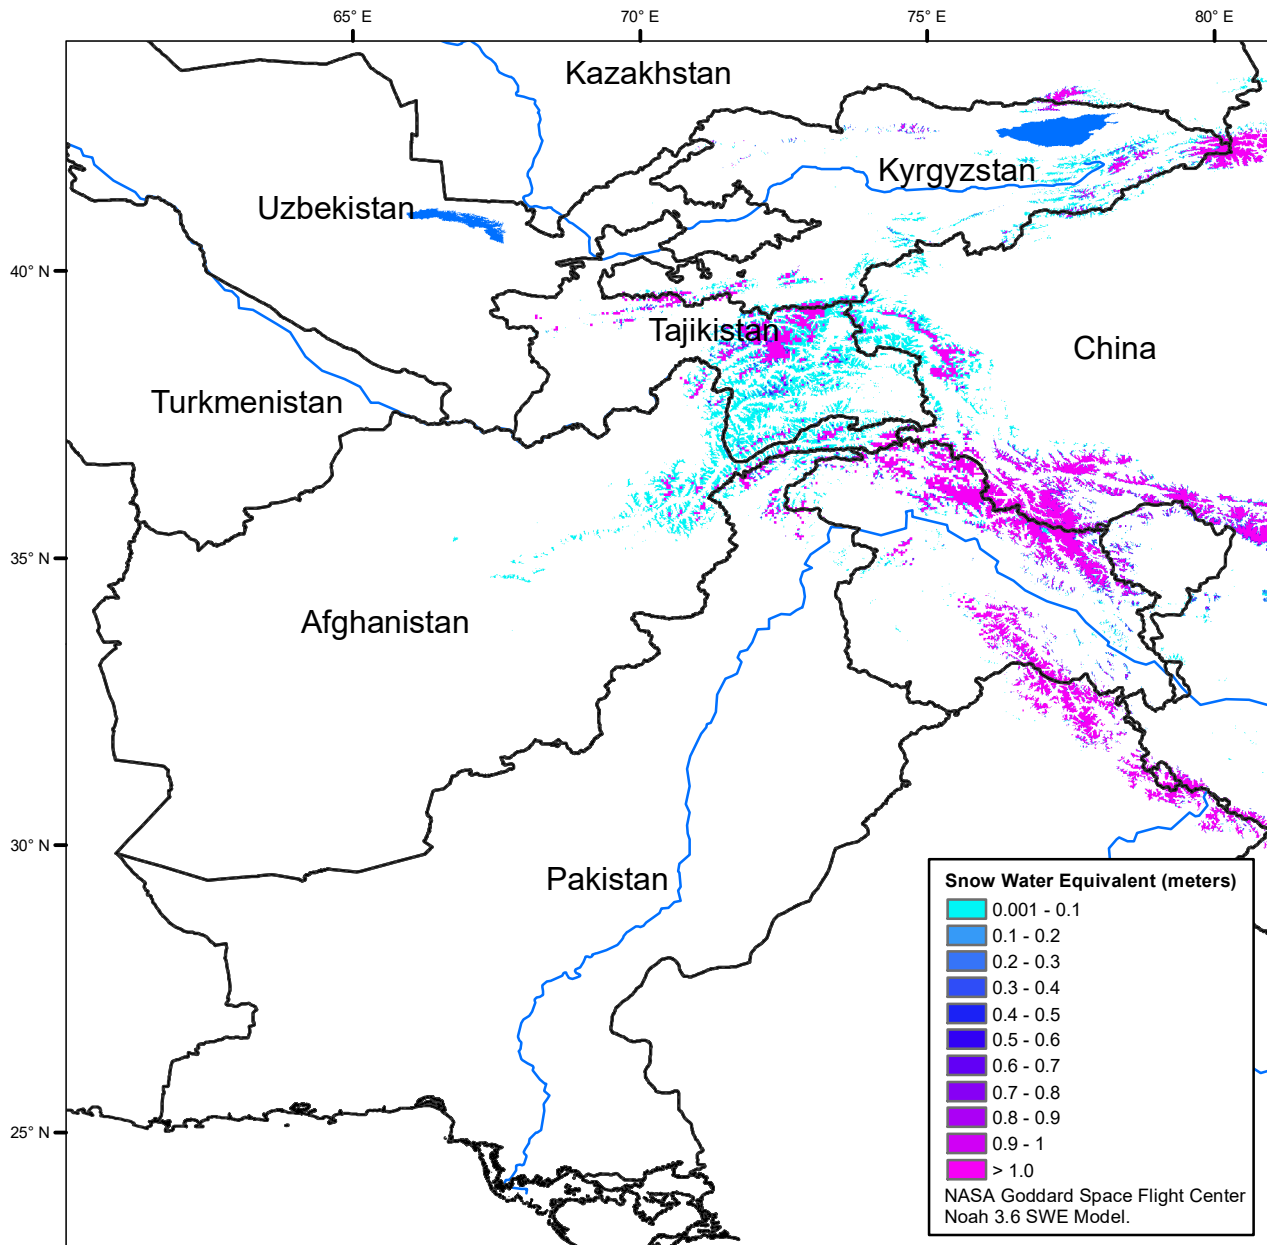 65° E
70° E
75° E
80° E
Kazakhstan
Kyrgyzstan
Uzbekistan
40° N
Tajikistan
China
Turkmenistan
35° N
Afghanistan
30° N
Pakistan
25° N
Snow Water Equivalent (meters)
0.001 - 0.1
0.1 - 0.2
0.2 - 0.3
0.3 - 0.4
0.4 - 0.5
0.5 - 0.6
0.6 - 0.7
0.7 - 0.8
0.8 - 0.9
0.9 - 1
> 1.0
NASA Goddard Space Flight Center
Noah 3.6 SWE Model.